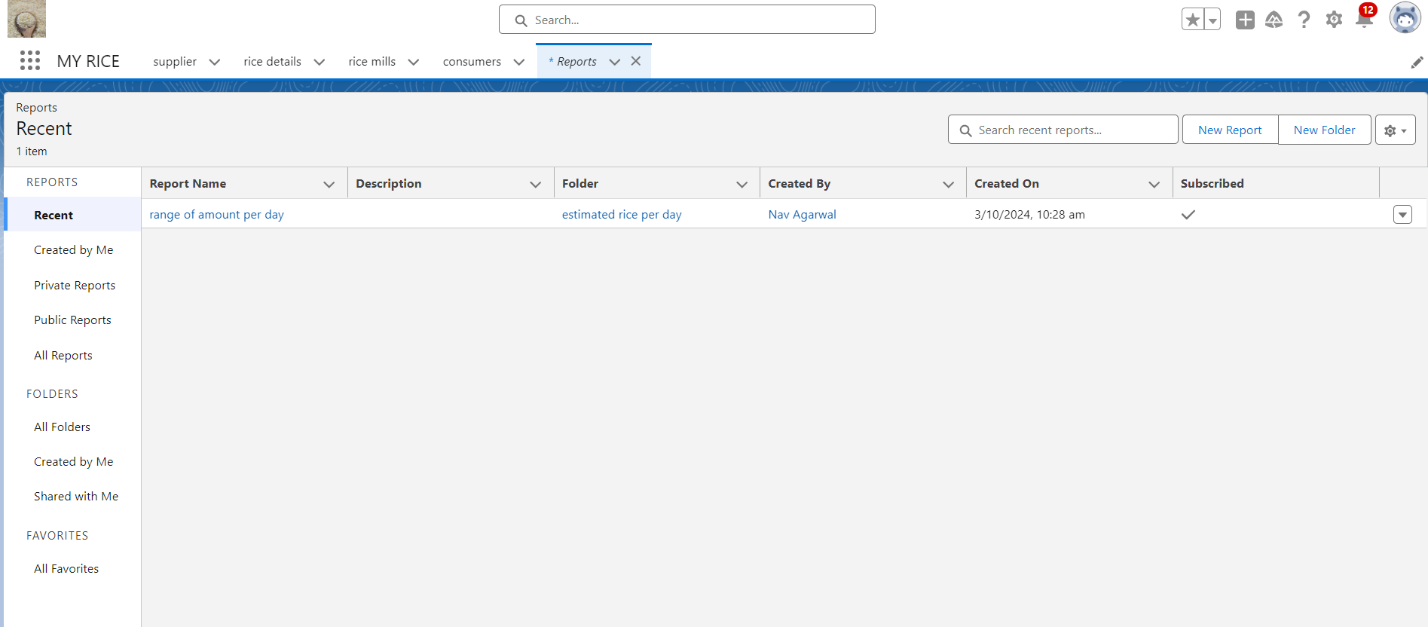 Search...
12
MY RICE
supplier
rice details
rice mills
consumers
* Reports
Reports
Recent
1 item
Search recent reports...
New Report
New Folder
REPORTS
Recent
Created by Me
Private Reports
Public Reports
All Reports
FOLDERS
All Folders
Created by Me
Shared with Me
FAVORITES
All Favorites
Report Name
Description
Folder
Created By
Created On
Subscribed
range of amount per day
estimated rice per day
Nav Agarwal
3/10/2024, 10:28 am